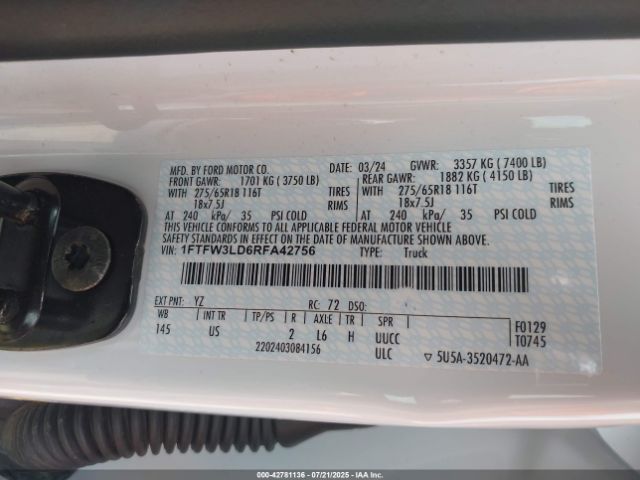 MFD. BY FORD MOTOR CO.
DATE: 03/24 GVWR: 3357 KG ( 7400 LB)
FRONT GAWR: 1701 KG ( 3750 LB) REAR GAWR: 1882 KG ( 4150 LB)
WITH 275/65R18 116T TIRES WITH 275/65R18 116T TIRES
18x7.5J RIMS 18x7.5J RIMS
AT 240 kPa/ 35 PSI COLD AT 240 kPa/ 35 PSI COLD
THIS VEHICLE CONFORMS TO ALL APPLICABLE FEDERAL MOTOR VEHICLE
SAFETY AND THEFT PREVENTION STANDARDS IN EFFECT ON THE DATE OF MANUFACTURE SHOWN ABOVE.
VIN: 1FTFW3LD6RFA42756 TYPE: Truck
EXT PNT: YZ RC: 72 DSO:
WB INT TR TP/PS R AXLE TR SPR
145 US 2 L6 H UUCC
2202403084156 ULC
F0129
T0745
▽ 5U5A-3520472-AA
000-42781136 - 07/21/2025 - IAAI.COM